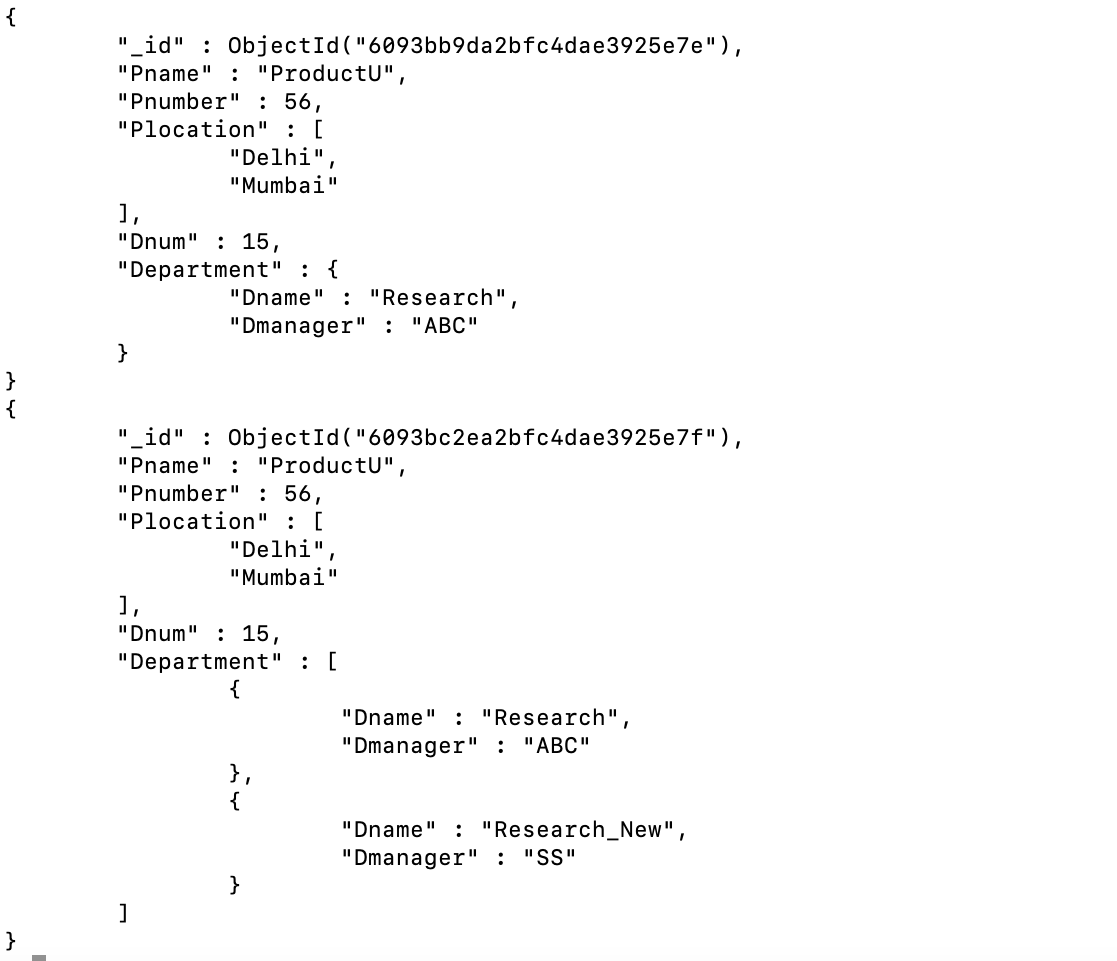 {
"_id" : ObjectId("6093bb9da2bfc4dae3925e7e"),
"Pname" : "ProductU",
"Pnumber" : 56,
"Plocation" : [
"Delhi",
"Mumbai"
],
"Dnum" : 15,
"Department" : {
"Dname" : "Research",
"Dmanager" : "ABC"
}
}
{
"_id" : ObjectId("6093bc2ea2bfc4dae3925e7f"),
"Pname" : "ProductU",
"Pnumber" : 56,
"Plocation" : [
"Delhi",
"Mumbai"
],
"Dnum" : 15,
"Department" : [
{
"Dname" : "Research",
"Dmanager" : "ABC"
},
{
"Dname" : "Research_New",
"Dmanager" : "SS"
}
]
}